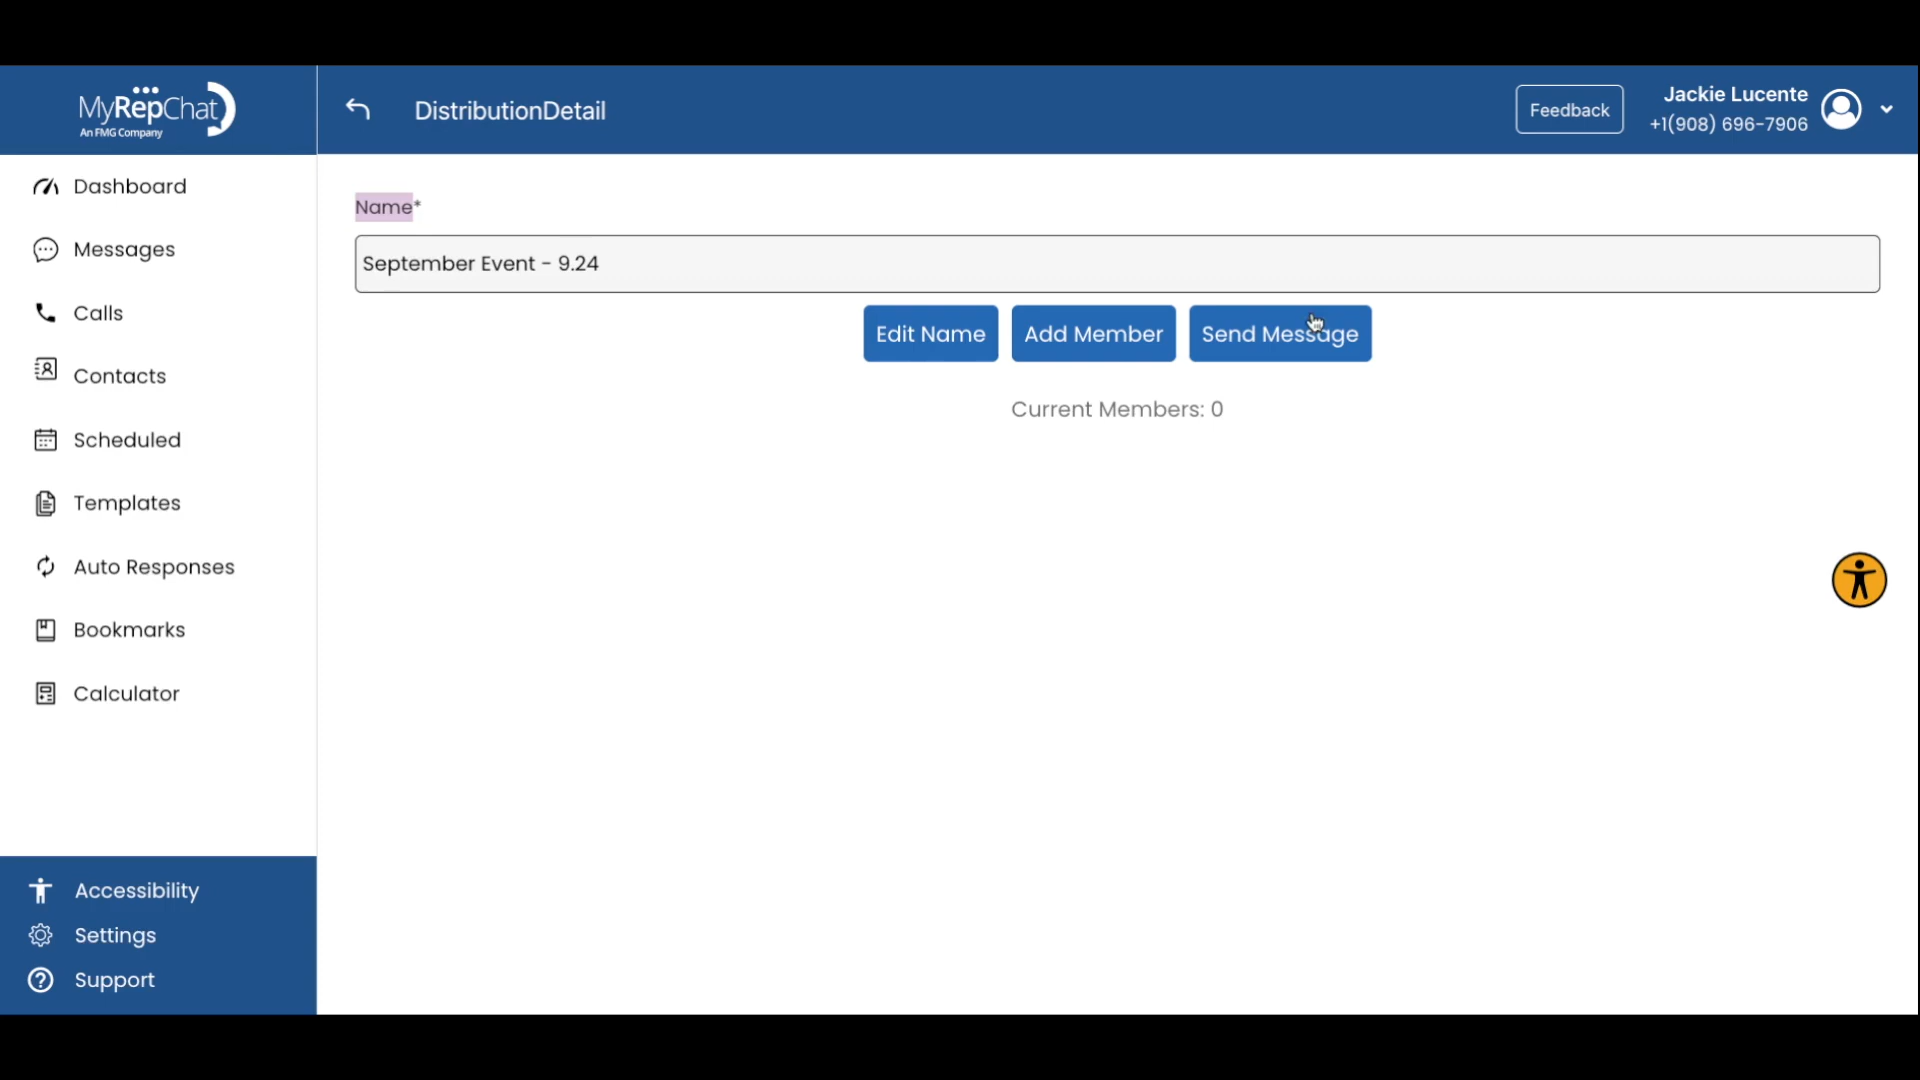 MyRepChat
An FMG Company
DistributionDetail
Feedback
Jackie Lucente
+1(908) 696-7906
Dashboard
Messages
Calls
Contacts
Scheduled
Templates
Auto Responses
Bookmarks
Calculator
Accessibility
Settings
Support
Name*
September Event - 9.24
Edit Name
Add Member
Send Message
Current Members: 0